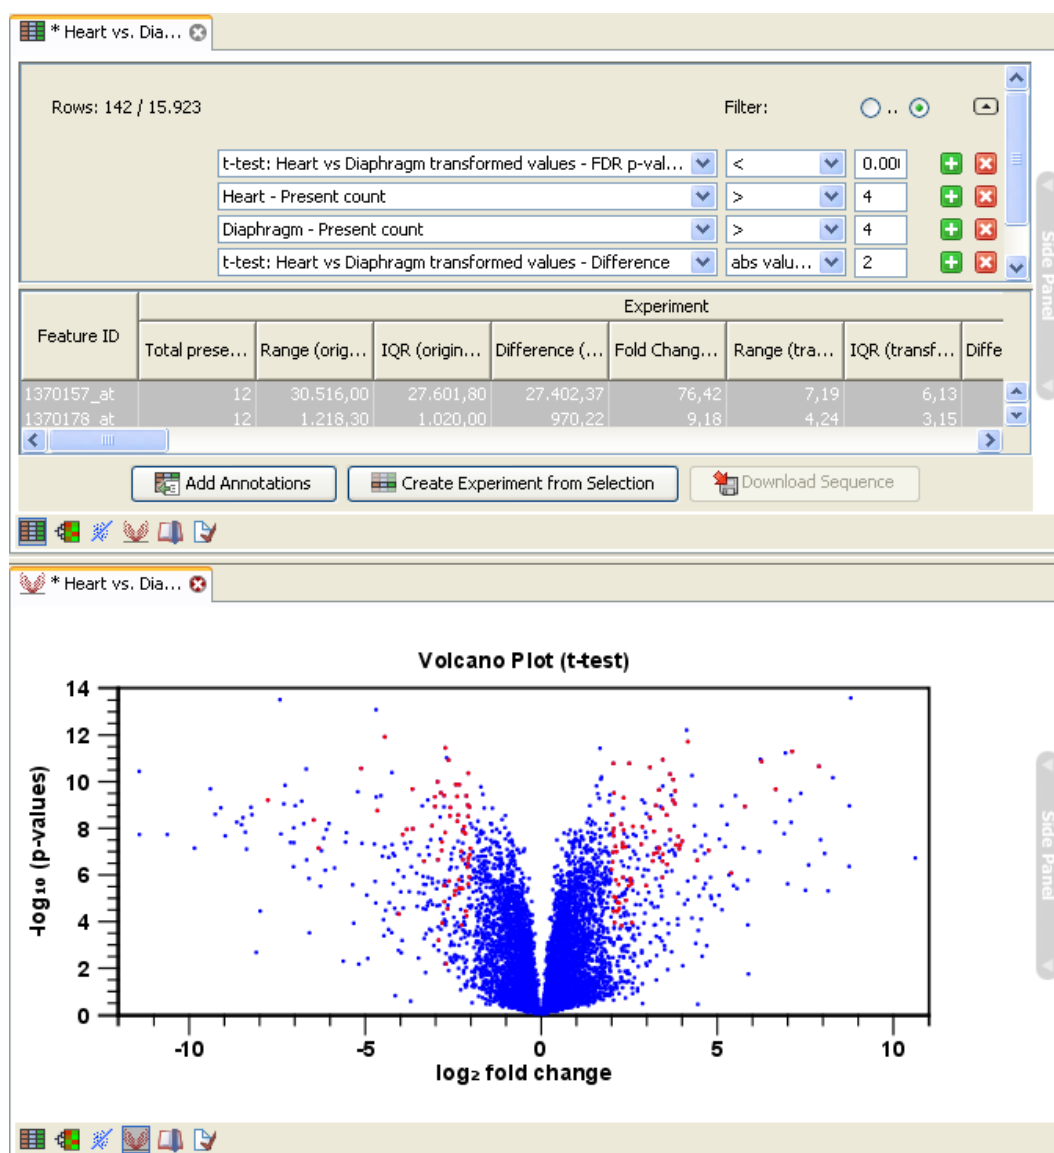 * Heart vs. Dia...
Rows: 142 / 15.923 Filter: ..
t-test: Heart vs Diaphragm transformed values - FDR p-val... <
Heart - Present count > 4
Diaphragm - Present count > 4
t-test: Heart vs Diaphragm transformed values - Difference abs valu... 2
Experiment
Feature ID Total prese... Range (orig... IQR (origin... Difference (... Fold Chang... Range (tra... IQR (transf... Diffe
1370157_at 12 30.516,00 27.601,80 27.402,37 76,42 7,19 6,13
1370178_at 12 1.218,30 1.020,00 970,22 9,18 4,24 3,15
Add Annotations Create Experiment from Selection Download Sequence
Side Panel
* Heart vs. Dia...
Volcano Plot (t-test)
14
12
10
8
6
4
2
0
-log₁₀ (p-values)
-10 -5 0 5 10
log₂ fold change
Side Panel